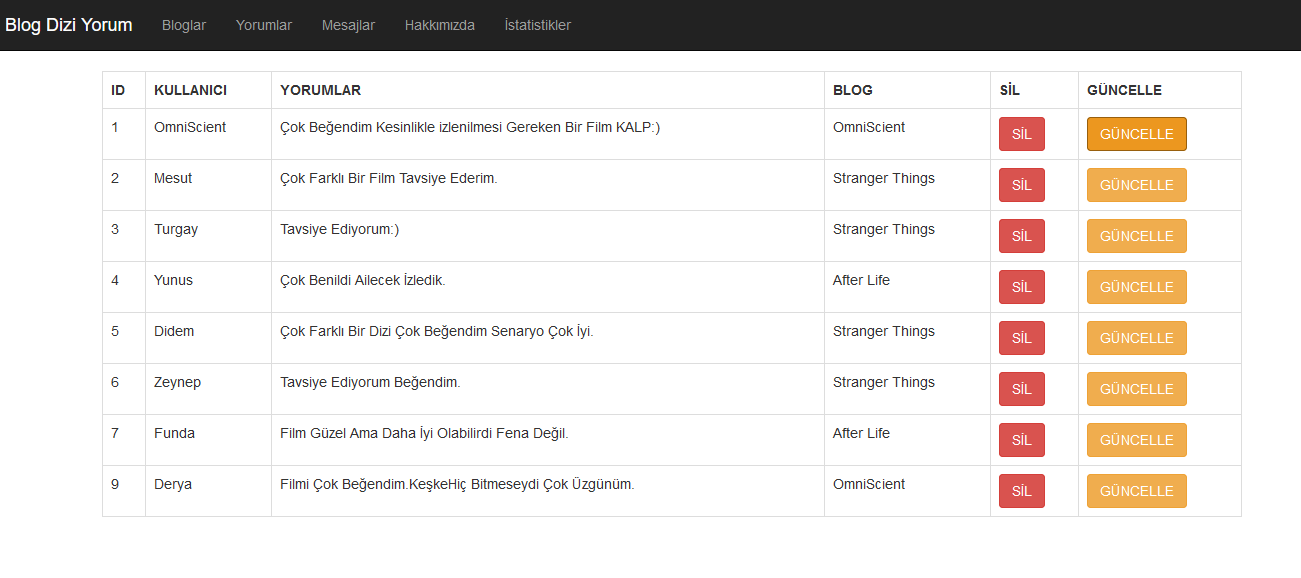 Blog Dizi Yorum Bloglar Yorumlar Mesajlar Hakkımızda İstatistikler
ID KULLANICI YORUMLAR BLOG SİL GÜNCELLE
1 OmniScient Çok Beğendim Kesinlikle izlenilmesi Gereken Bir Film KALP:) OmniScient SİL GÜNCELLE
2 Mesut Çok Farklı Bir Film Tavsiye Ederim. Stranger Things SİL GÜNCELLE
3 Turgay Tavsiye Ediyorum:) Stranger Things SİL GÜNCELLE
4 Yunus Çok Benildi Ailecek İzledik. After Life SİL GÜNCELLE
5 Didem Çok Farklı Bir Dizi Çok Beğendim Senaryo Çok İyi. Stranger Things SİL GÜNCELLE
6 Zeynep Tavsiye Ediyorum Beğendim. Stranger Things SİL GÜNCELLE
7 Funda Film Güzel Ama Daha İyi Olabilirdi Fena Değil. After Life SİL GÜNCELLE
9 Derya Filmi Çok Beğendim.KeşkeHiç Bitmeseydi Çok Üzgünüm. OmniScient SİL GÜNCELLE